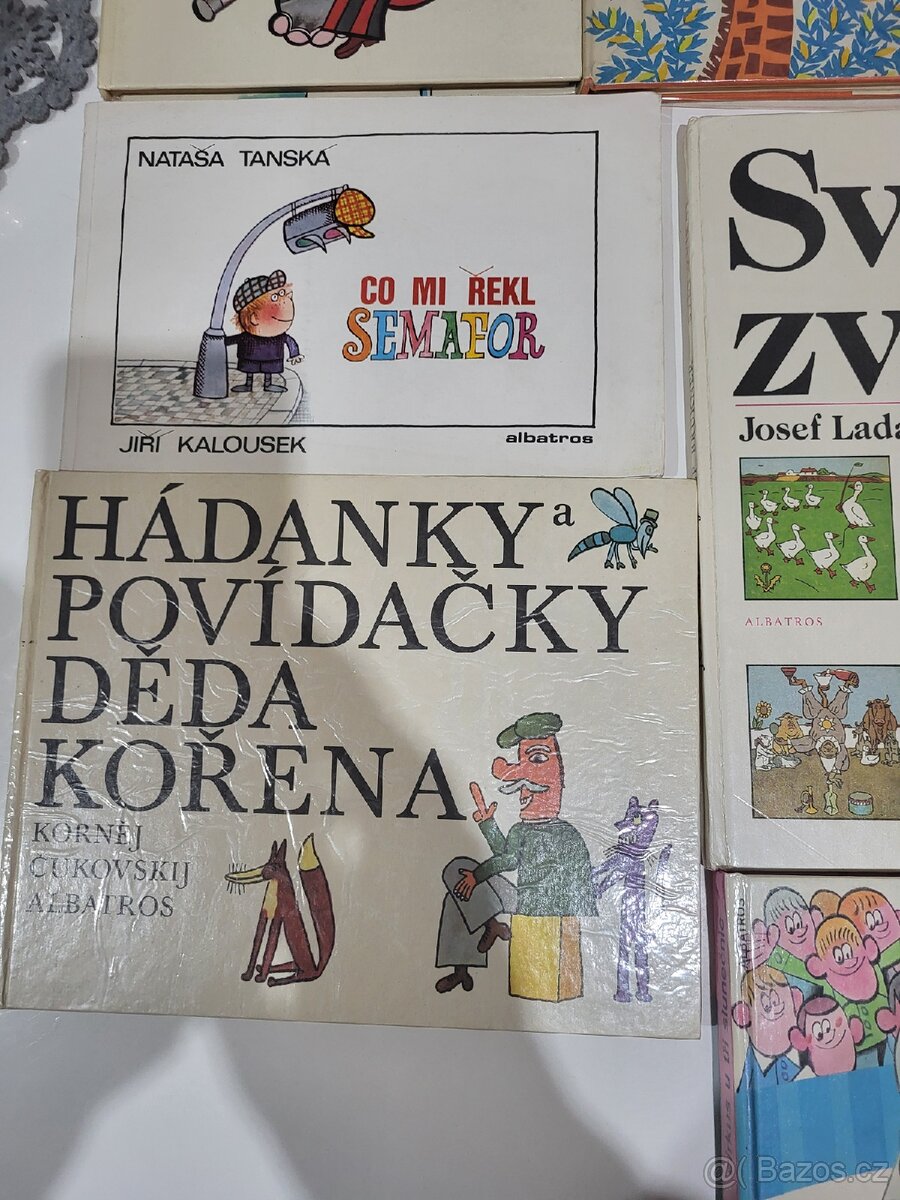 NATAŠA TANSKÁ
CO MI ŘEKL
SEMAFOR
JIŘÍ KALOUSEK
albatros
Sv
zv
Josef Lada
ALBATROS
HÁDANKY a
POVÍDAČKY
DĚDA
KOŘENA
KORNĚJ
ČUKOVSKIJ
ALBATROS
ALBATROS
@( Bazos.cz